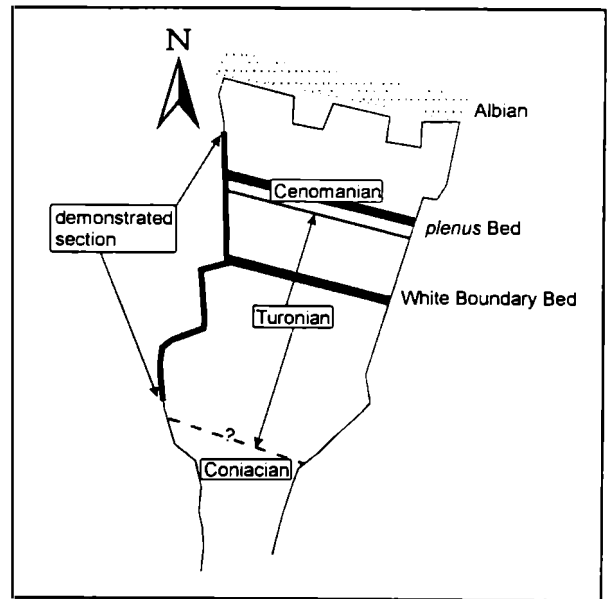 N
Albian
Cenomanian
demonstrated
section
plenus Bed
White Boundary Bed
Turonian
?
Coniacian